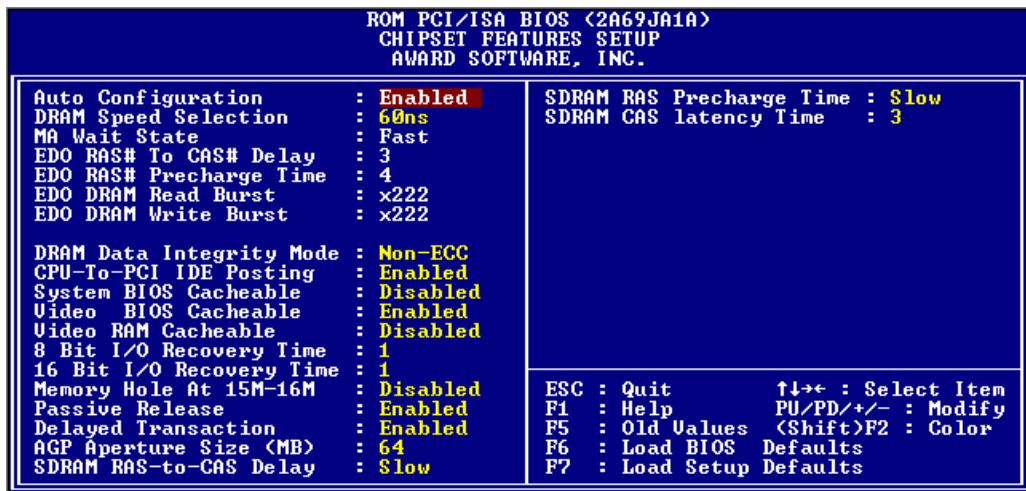 ROM PCI/ISA BIOS (2A69JA1A)
CHIPSET FEATURES SETUP
AWARD SOFTWARE, INC.
Auto Configuration : Enabled
DRAM Speed Selection : 60ns
MA Wait State : Fast
EDO RAS# To CAS# Delay : 3
EDO RAS# Precharge Time : 4
EDO DRAM Read Burst : x222
EDO DRAM Write Burst : x222
DRAM Data Integrity Mode : Non-ECC
CPU-To-PCI IDE Posting : Enabled
System BIOS Cacheable : Disabled
Video BIOS Cacheable : Enabled
Video RAM Cacheable : Disabled
8 Bit I/O Recovery Time : 1
16 Bit I/O Recovery Time : 1
Memory Hole At 15M-16M : Disabled
Passive Release : Enabled
Delayed Transaction : Enabled
AGP Aperture Size (MB) : 64
SDRAM RAS-to-CAS Delay : Slow
SDRAM RAS Precharge Time : Slow
SDRAM CAS latency Time : 3
ESC : Quit ↑↓→← : Select Item
F1 : Help PU/PD/+/- : Modify
F5 : Old Values (Shift)F2 : Color
F6 : Load BIOS Defaults
F7 : Load Setup Defaults